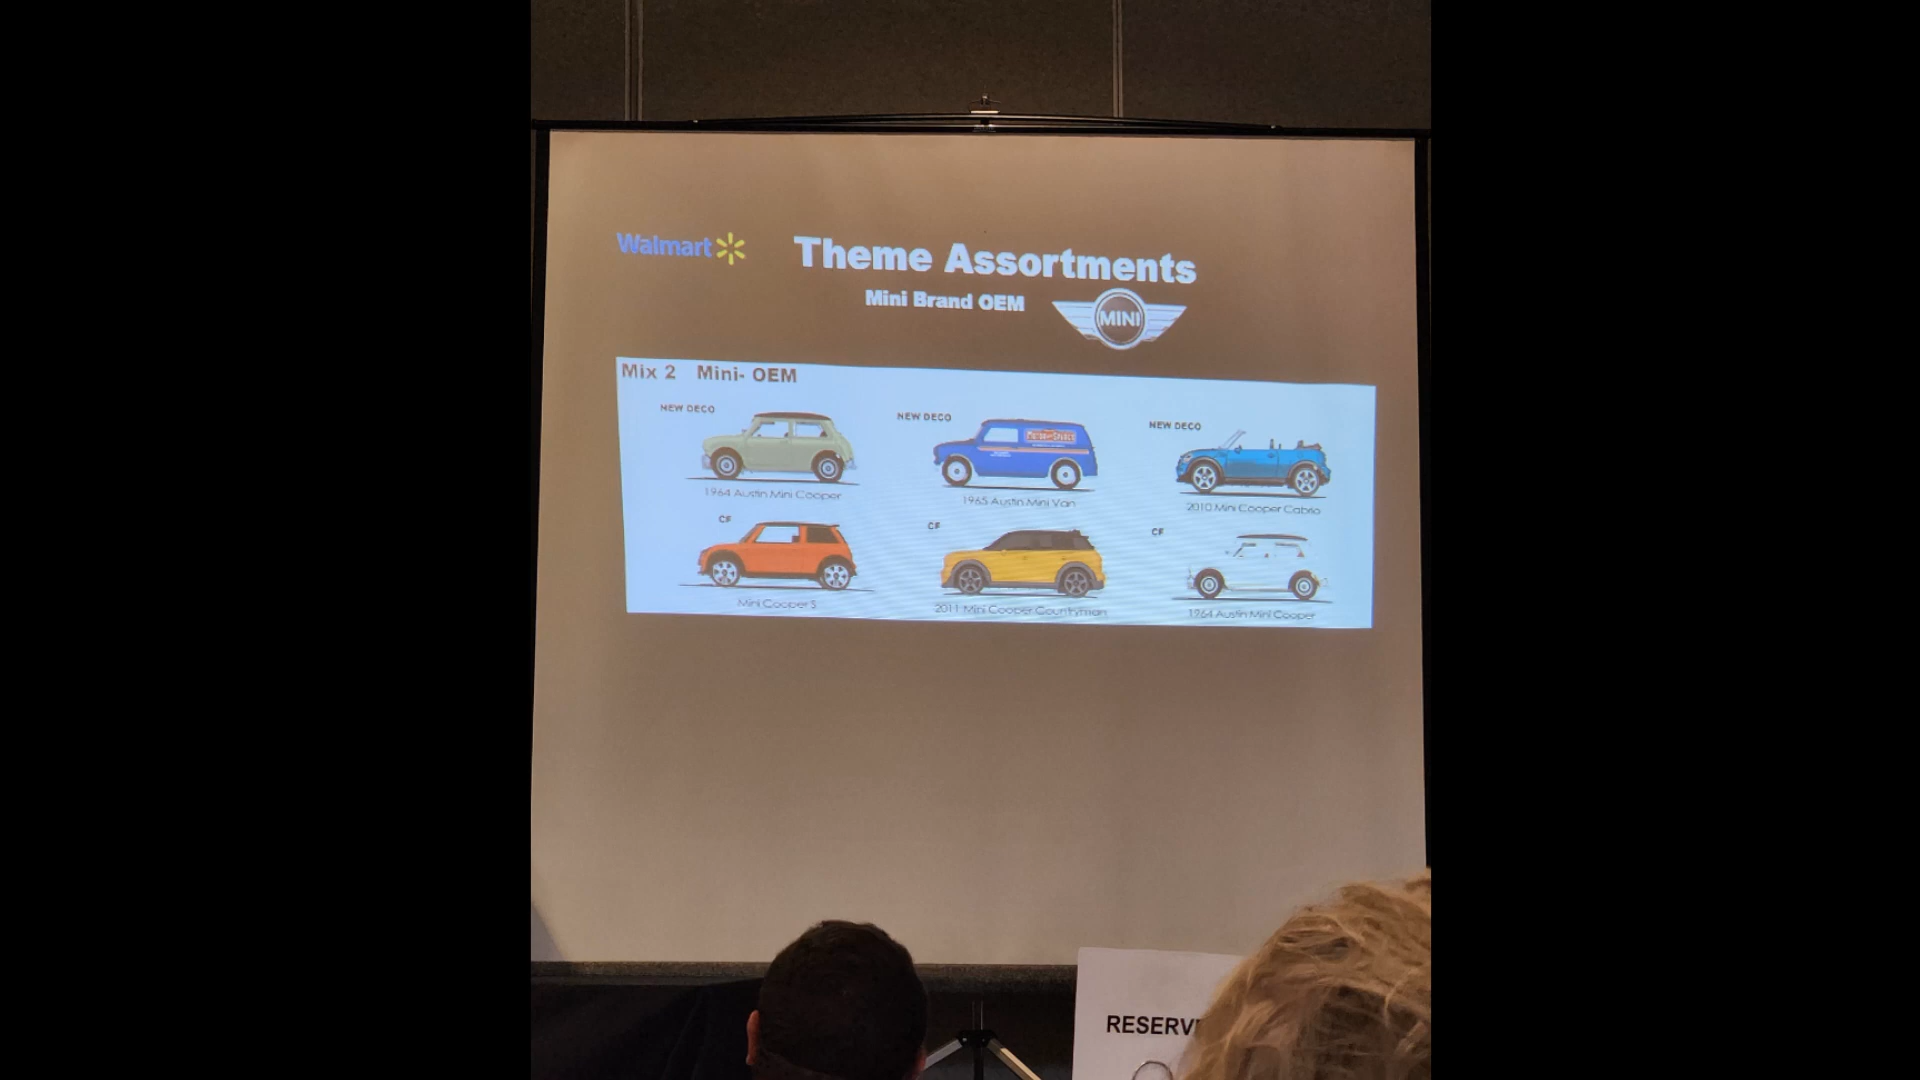 Walmart
Theme Assortments
Mini Brand OEM
MINI
Mix 2 Mini- OEM
NEW DECO
NEW DECO
NEW DECO
1964 Austin Mini Cooper
1965 Austin Mini Van
2010 Mini Cooper Cabrio
CF
CF
CF
Mini Cooper S
2011 Mini Cooper Countryman
1964 Austin Mini Cooper
RESERV